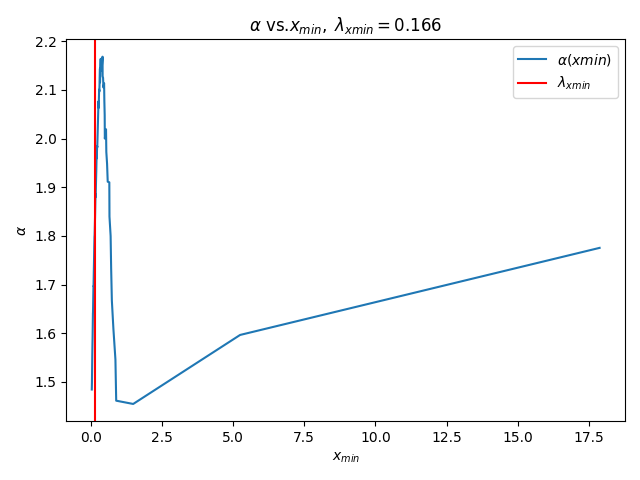 α vs.x_min, λ_xmin = 0.166
α(xmin)
λ_xmin
2.2
2.1
2.0
1.9
1.8
1.7
1.6
1.5
α
0.0 2.5 5.0 7.5 10.0 12.5 15.0 17.5
x_min